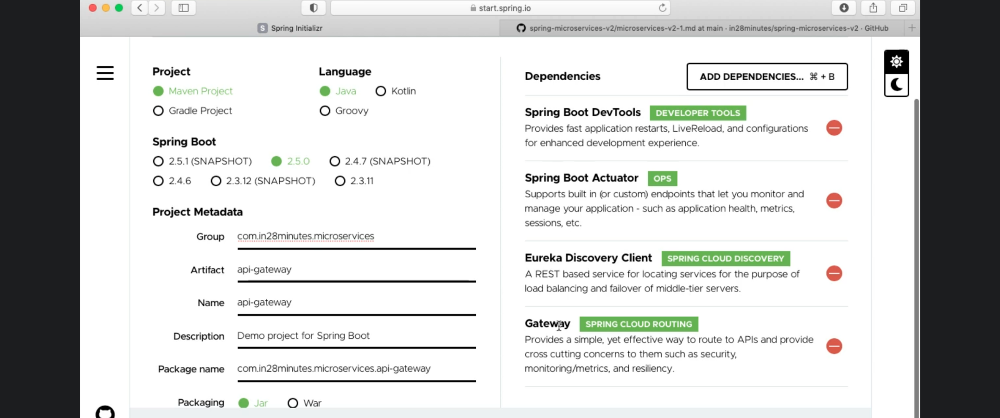 start.spring.io
S Spring Initializr
spring-microservices-v2/microservices-v2-1.md at main · in28minutes/spring-microservices-v2 · GitHub
Project
Maven Project
Gradle Project
Language
Java Kotlin
Groovy
Spring Boot
2.5.1 (SNAPSHOT) 2.5.0 2.4.7 (SNAPSHOT)
2.4.6 2.3.12 (SNAPSHOT) 2.3.11
Project Metadata
Group com.in28minutes.microservices
Artifact api-gateway
Name api-gateway
Description Demo project for Spring Boot
Package name com.in28minutes.microservices.api-gateway
Packaging Jar War
Dependencies
ADD DEPENDENCIES... ⌘ + B
Spring Boot DevTools DEVELOPER TOOLS
Provides fast application restarts, LiveReload, and configurations
for enhanced development experience.
Spring Boot Actuator OPS
Supports built in (or custom) endpoints that let you monitor and
manage your application - such as application health, metrics,
sessions, etc.
Eureka Discovery Client SPRING CLOUD DISCOVERY
A REST based service for locating services for the purpose of
load balancing and failover of middle-tier servers.
Gateway SPRING CLOUD ROUTING
Provides a simple, yet effective way to route to APIs and provide
cross cutting concerns to them such as security,
monitoring/metrics, and resiliency.